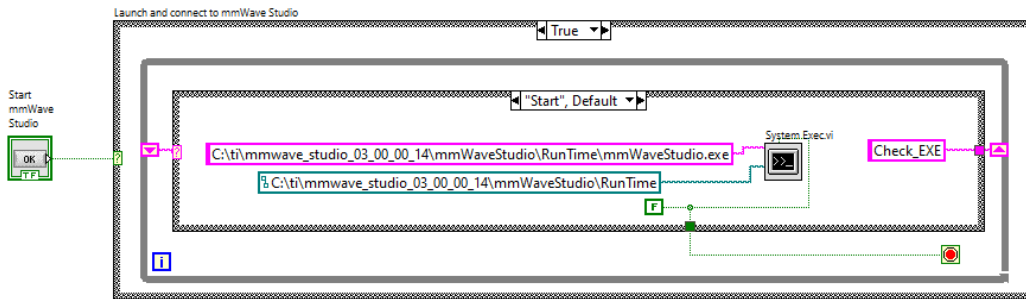 Launch and connect to mmWave Studio
True
Start
mmWave
Studio
OK
TF
"Start", Default
System.Exec.vi
C:\ti\mmwave_studio_03_00_00_14\mmWaveStudio\RunTime\mmWaveStudio.exe
Check_EXE
C:\ti\mmwave_studio_03_00_00_14\mmWaveStudio\RunTime
F
i